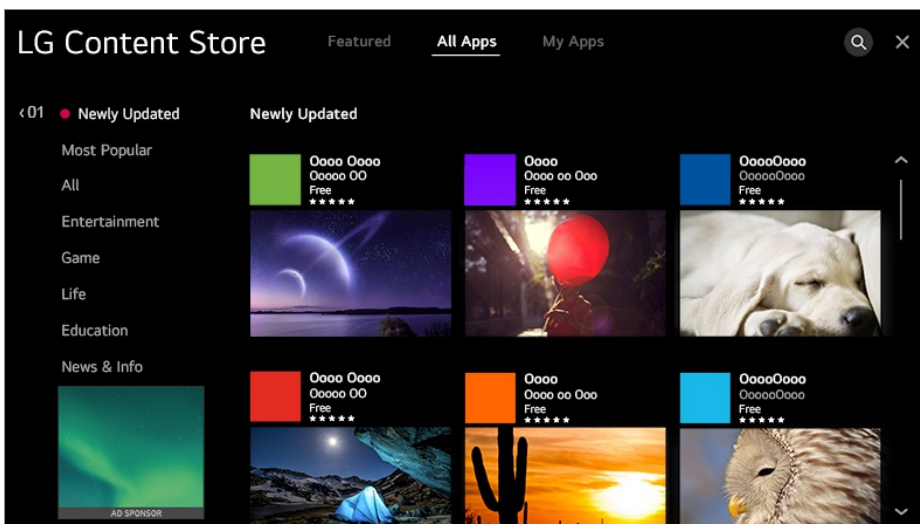 LG Content Store
Featured
All Apps
My Apps
<01
Newly Updated
Most Popular
All
Entertainment
Game
Life
Education
News & Info
AD SPONSOR
Newly Updated
Oooo Oooo
Ooooo OO
Free
Oooo
Oooo oo Ooo
Free
OoooOooo
OooooOooo
Free
Oooo Oooo
Ooooo OO
Free
Oooo
Oooo oo Ooo
Free
OoooOooo
OooooOooo
Free